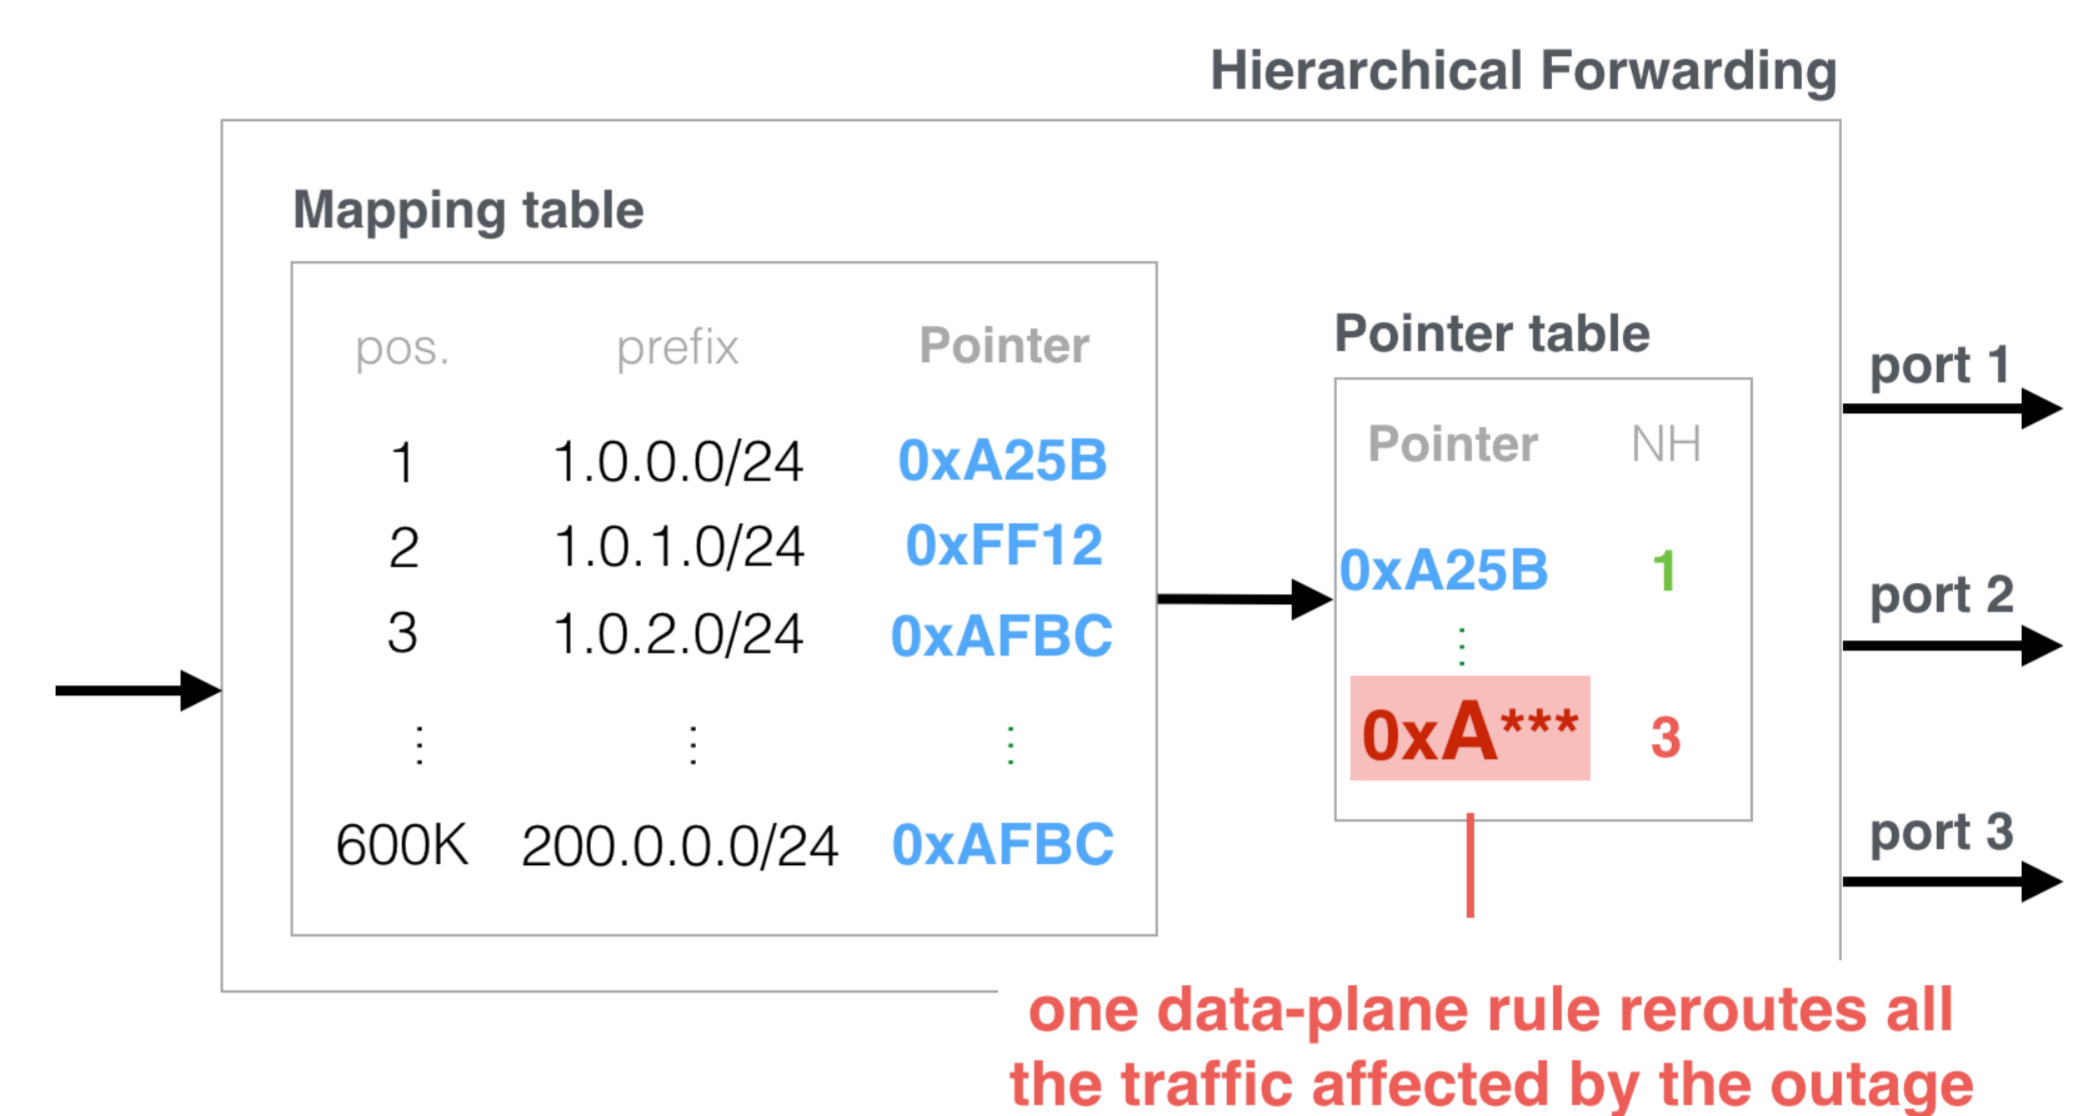 Hierarchical Forwarding
Mapping table
pos. prefix Pointer
1 1.0.0.0/24 0xA25B
2 1.0.1.0/24 0xFF12
3 1.0.2.0/24 0xAFBC
⋮ ⋮ ⋮
600K 200.0.0.0/24 0xAFBC
Pointer table
Pointer NH
0xA25B 1
⋮
0xA*** 3
port 1
port 2
port 3
one data-plane rule reroutes all
the traffic affected by the outage